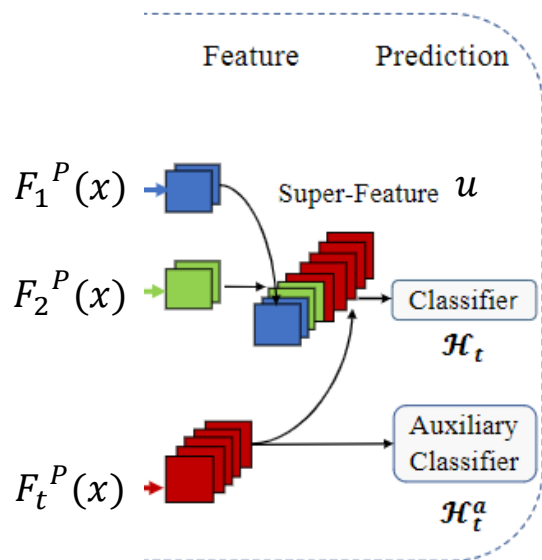 Feature Prediction
F₁ᴾ(x)
Super-Feature u
F₂ᴾ(x)
Classifier
𝓗ₜ
Auxiliary
Classifier
Fₜᴾ(x)
𝓗ₜᵃ